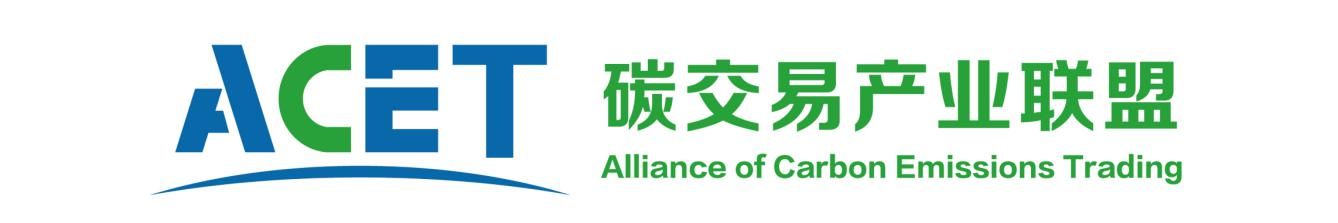 ACET
碳交易产业联盟
Alliance of Carbon Emissions Trading